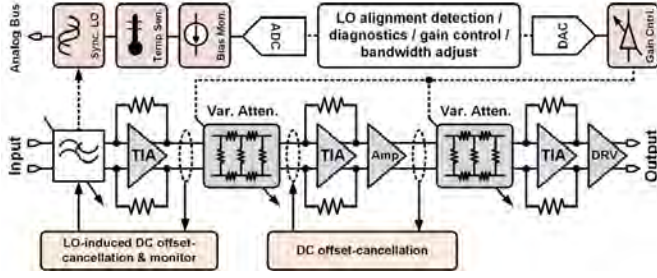 Analog Bus
Sync. LO
Temp Sen.
Bias Mon.
ADC
LO alignment detection /
diagnostics / gain control /
bandwidth adjust
DAC
Gain Cntrl.
Input
TIA
Var. Atten.
TIA
Amp
Var. Atten.
TIA
DRV
Output
LO-induced DC offset-
cancellation & monitor
DC offset-cancellation